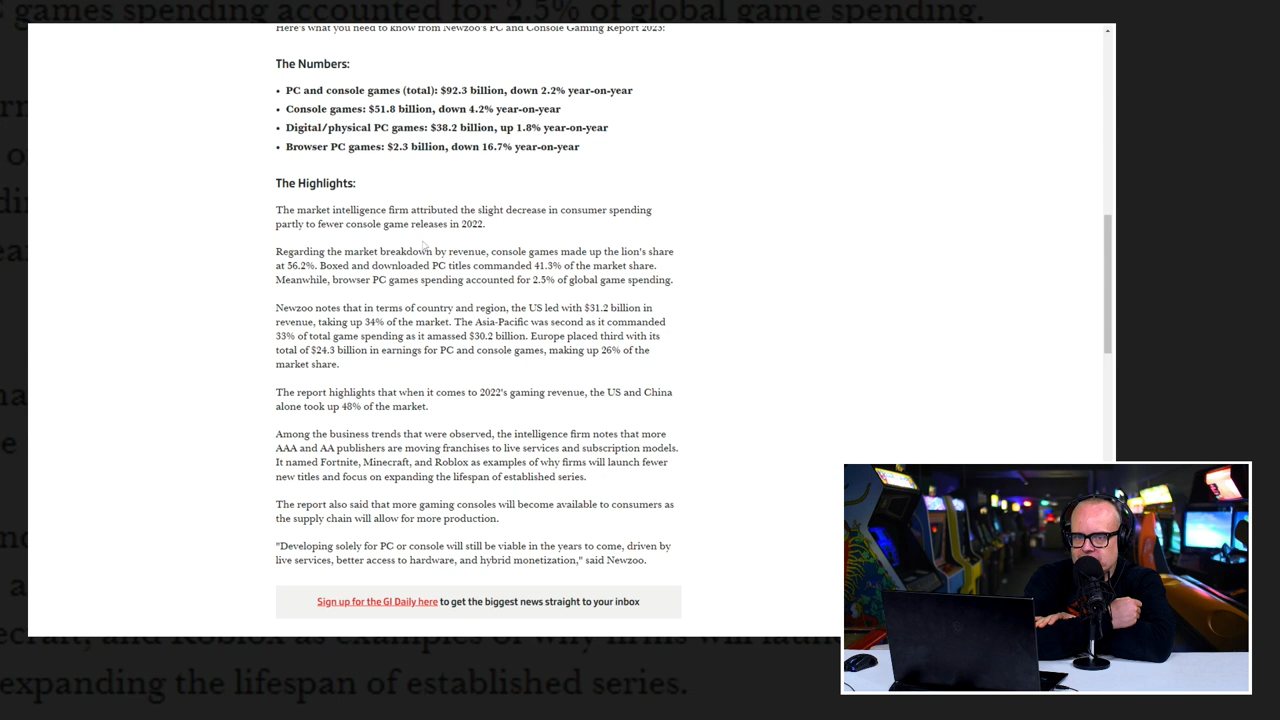 games spending accounted for 2.5% of global game spending.
Here's what you need to know from Newzoo's PC and Console Gaming Report 2023:
The Numbers:
• PC and console games (total): $92.3 billion, down 2.2% year-on-year
• Console games: $51.8 billion, down 4.2% year-on-year
• Digital/physical PC games: $38.2 billion, up 1.8% year-on-year
• Browser PC games: $2.3 billion, down 16.7% year-on-year
The Highlights:
The market intelligence firm attributed the slight decrease in consumer spending
partly to fewer console game releases in 2022.
Regarding the market breakdown by revenue, console games made up the lion's share
at 56.2%. Boxed and downloaded PC titles commanded 41.3% of the market share.
Meanwhile, browser PC games spending accounted for 2.5% of global game spending.
Newzoo notes that in terms of country and region, the US led with $31.2 billion in
revenue, taking up 34% of the market. The Asia-Pacific was second as it commanded
33% of total game spending as it amassed $30.2 billion. Europe placed third with its
total of $24.3 billion in earnings for PC and console games, making up 26% of the
market share.
The report highlights that when it comes to 2022's gaming revenue, the US and China
alone took up 48% of the market.
Among the business trends that were observed, the intelligence firm notes that more
AAA and AA publishers are moving franchises to live services and subscription models.
It named Fortnite, Minecraft, and Roblox as examples of why firms will launch fewer
new titles and focus on expanding the lifespan of established series.
The report also said that more gaming consoles will become available to consumers as
the supply chain will allow for more production.
"Developing solely for PC or console will still be viable in the years to come, driven by
live services, better access to hardware, and hybrid monetization," said Newzoo.
Sign up for the GI Daily here to get the biggest news straight to your inbox
expanding the lifespan of established series.